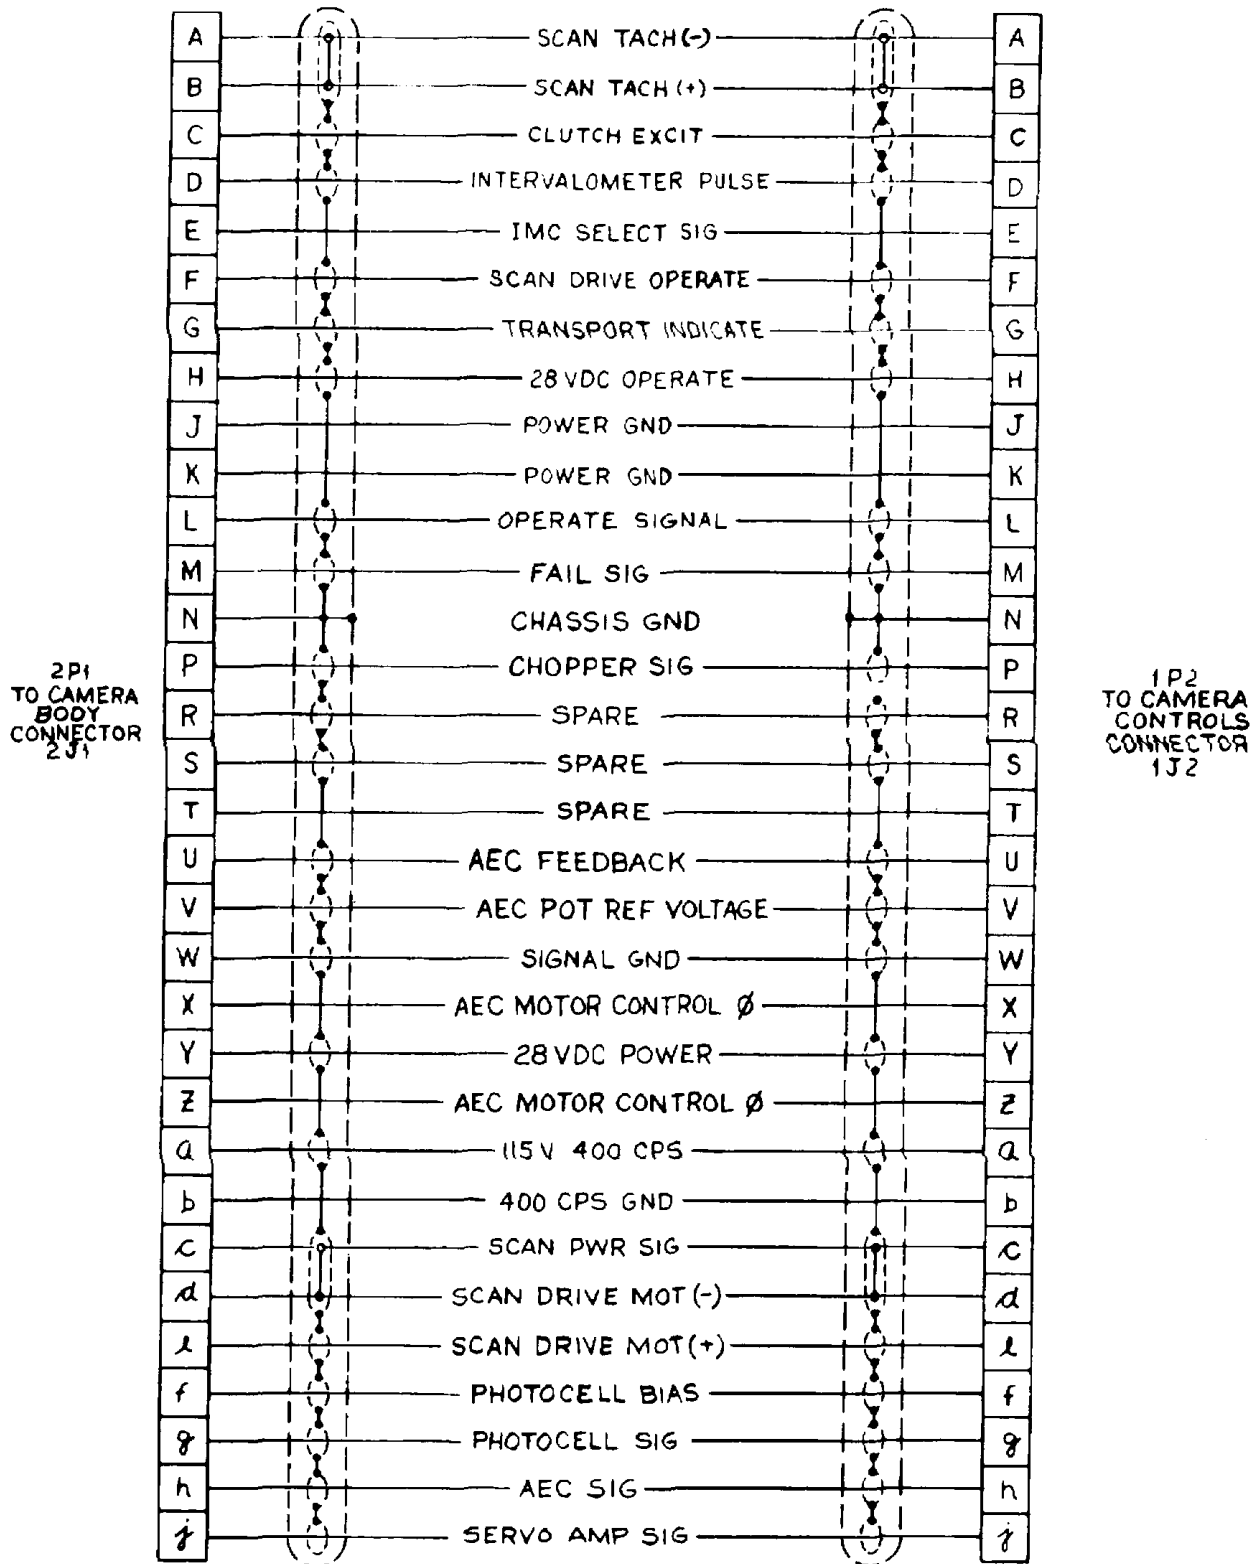 A SCAN TACH (-) A
B SCAN TACH (+) B
C CLUTCH EXCIT C
D INTERVALOMETER PULSE D
E IMC SELECT SIG E
F SCAN DRIVE OPERATE F
G TRANSPORT INDICATE G
H 28 VDC OPERATE H
J POWER GND J
K POWER GND K
L OPERATE SIGNAL L
M FAIL SIG M
N CHASSIS GND N
P CHOPPER SIG P
R SPARE R
S SPARE S
T SPARE T
U AEC FEEDBACK U
V AEC POT REF VOLTAGE V
W SIGNAL GND W
X AEC MOTOR CONTROL Ø X
Y 28 VDC POWER Y
Z AEC MOTOR CONTROL Ø Z
a 115 V 400 CPS a
b 400 CPS GND b
c SCAN PWR SIG c
d SCAN DRIVE MOT (-) d
e SCAN DRIVE MOT (+) e
f PHOTOCELL BIAS f
g PHOTOCELL SIG g
h AEC SIG h
j SERVO AMP SIG j
2P1
TO CAMERA
BODY
CONNECTOR
2J1
1P2
TO CAMERA
CONTROLS
CONNECTOR
1J2